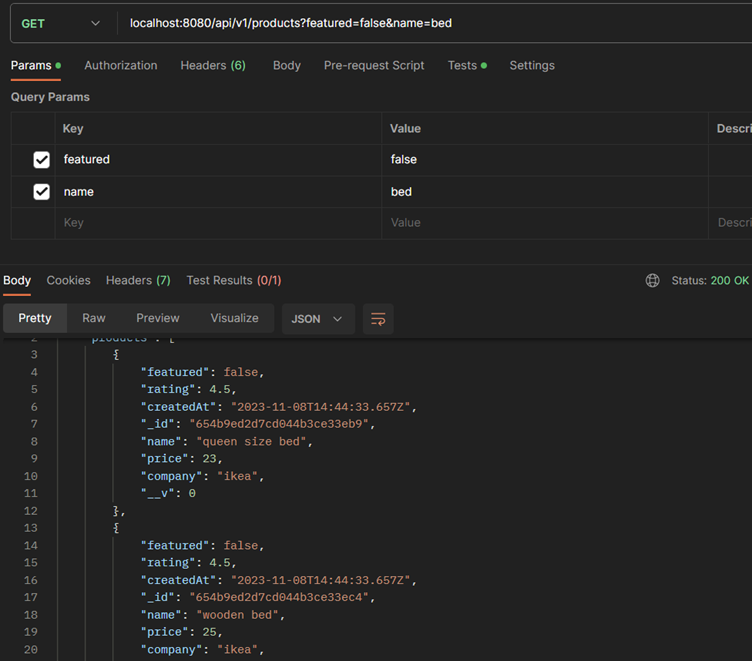 GET localhost:8080/api/v1/products?featured=false&name=bed
Params Authorization Headers (6) Body Pre-request Script Tests Settings
Query Params
Key Value Descri
featured false
name bed
Key Value Descri
Body Cookies Headers (7) Test Results (0/1) Status: 200 OK
Pretty Raw Preview Visualize JSON
2 "products": [
3 {
4 "featured": false,
5 "rating": 4.5,
6 "createdAt": "2023-11-08T14:44:33.657Z",
7 "_id": "654b9ed2d7cd044b3ce33eb9",
8 "name": "queen size bed",
9 "price": 23,
10 "company": "ikea",
11 "__v": 0
12 },
13 {
14 "featured": false,
15 "rating": 4.5,
16 "createdAt": "2023-11-08T14:44:33.657Z",
17 "_id": "654b9ed2d7cd044b3ce33ec4",
18 "name": "wooden bed",
19 "price": 25,
20 "company": "ikea",